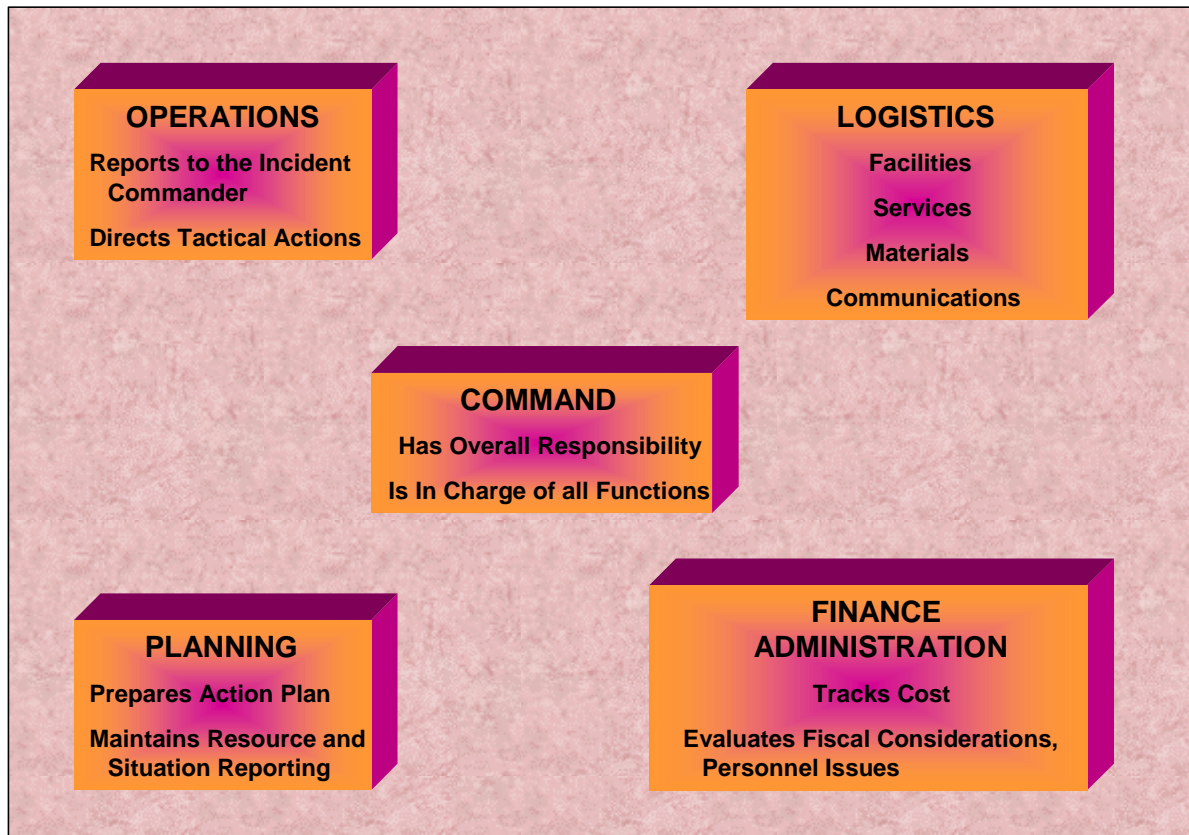 OPERATIONS
Reports to the Incident
Commander
Directs Tactical Actions
LOGISTICS
Facilities
Services
Materials
Communications
COMMAND
Has Overall Responsibility
Is In Charge of all Functions
PLANNING
Prepares Action Plan
Maintains Resource and
Situation Reporting
FINANCE
ADMINISTRATION
Tracks Cost
Evaluates Fiscal Considerations,
Personnel Issues